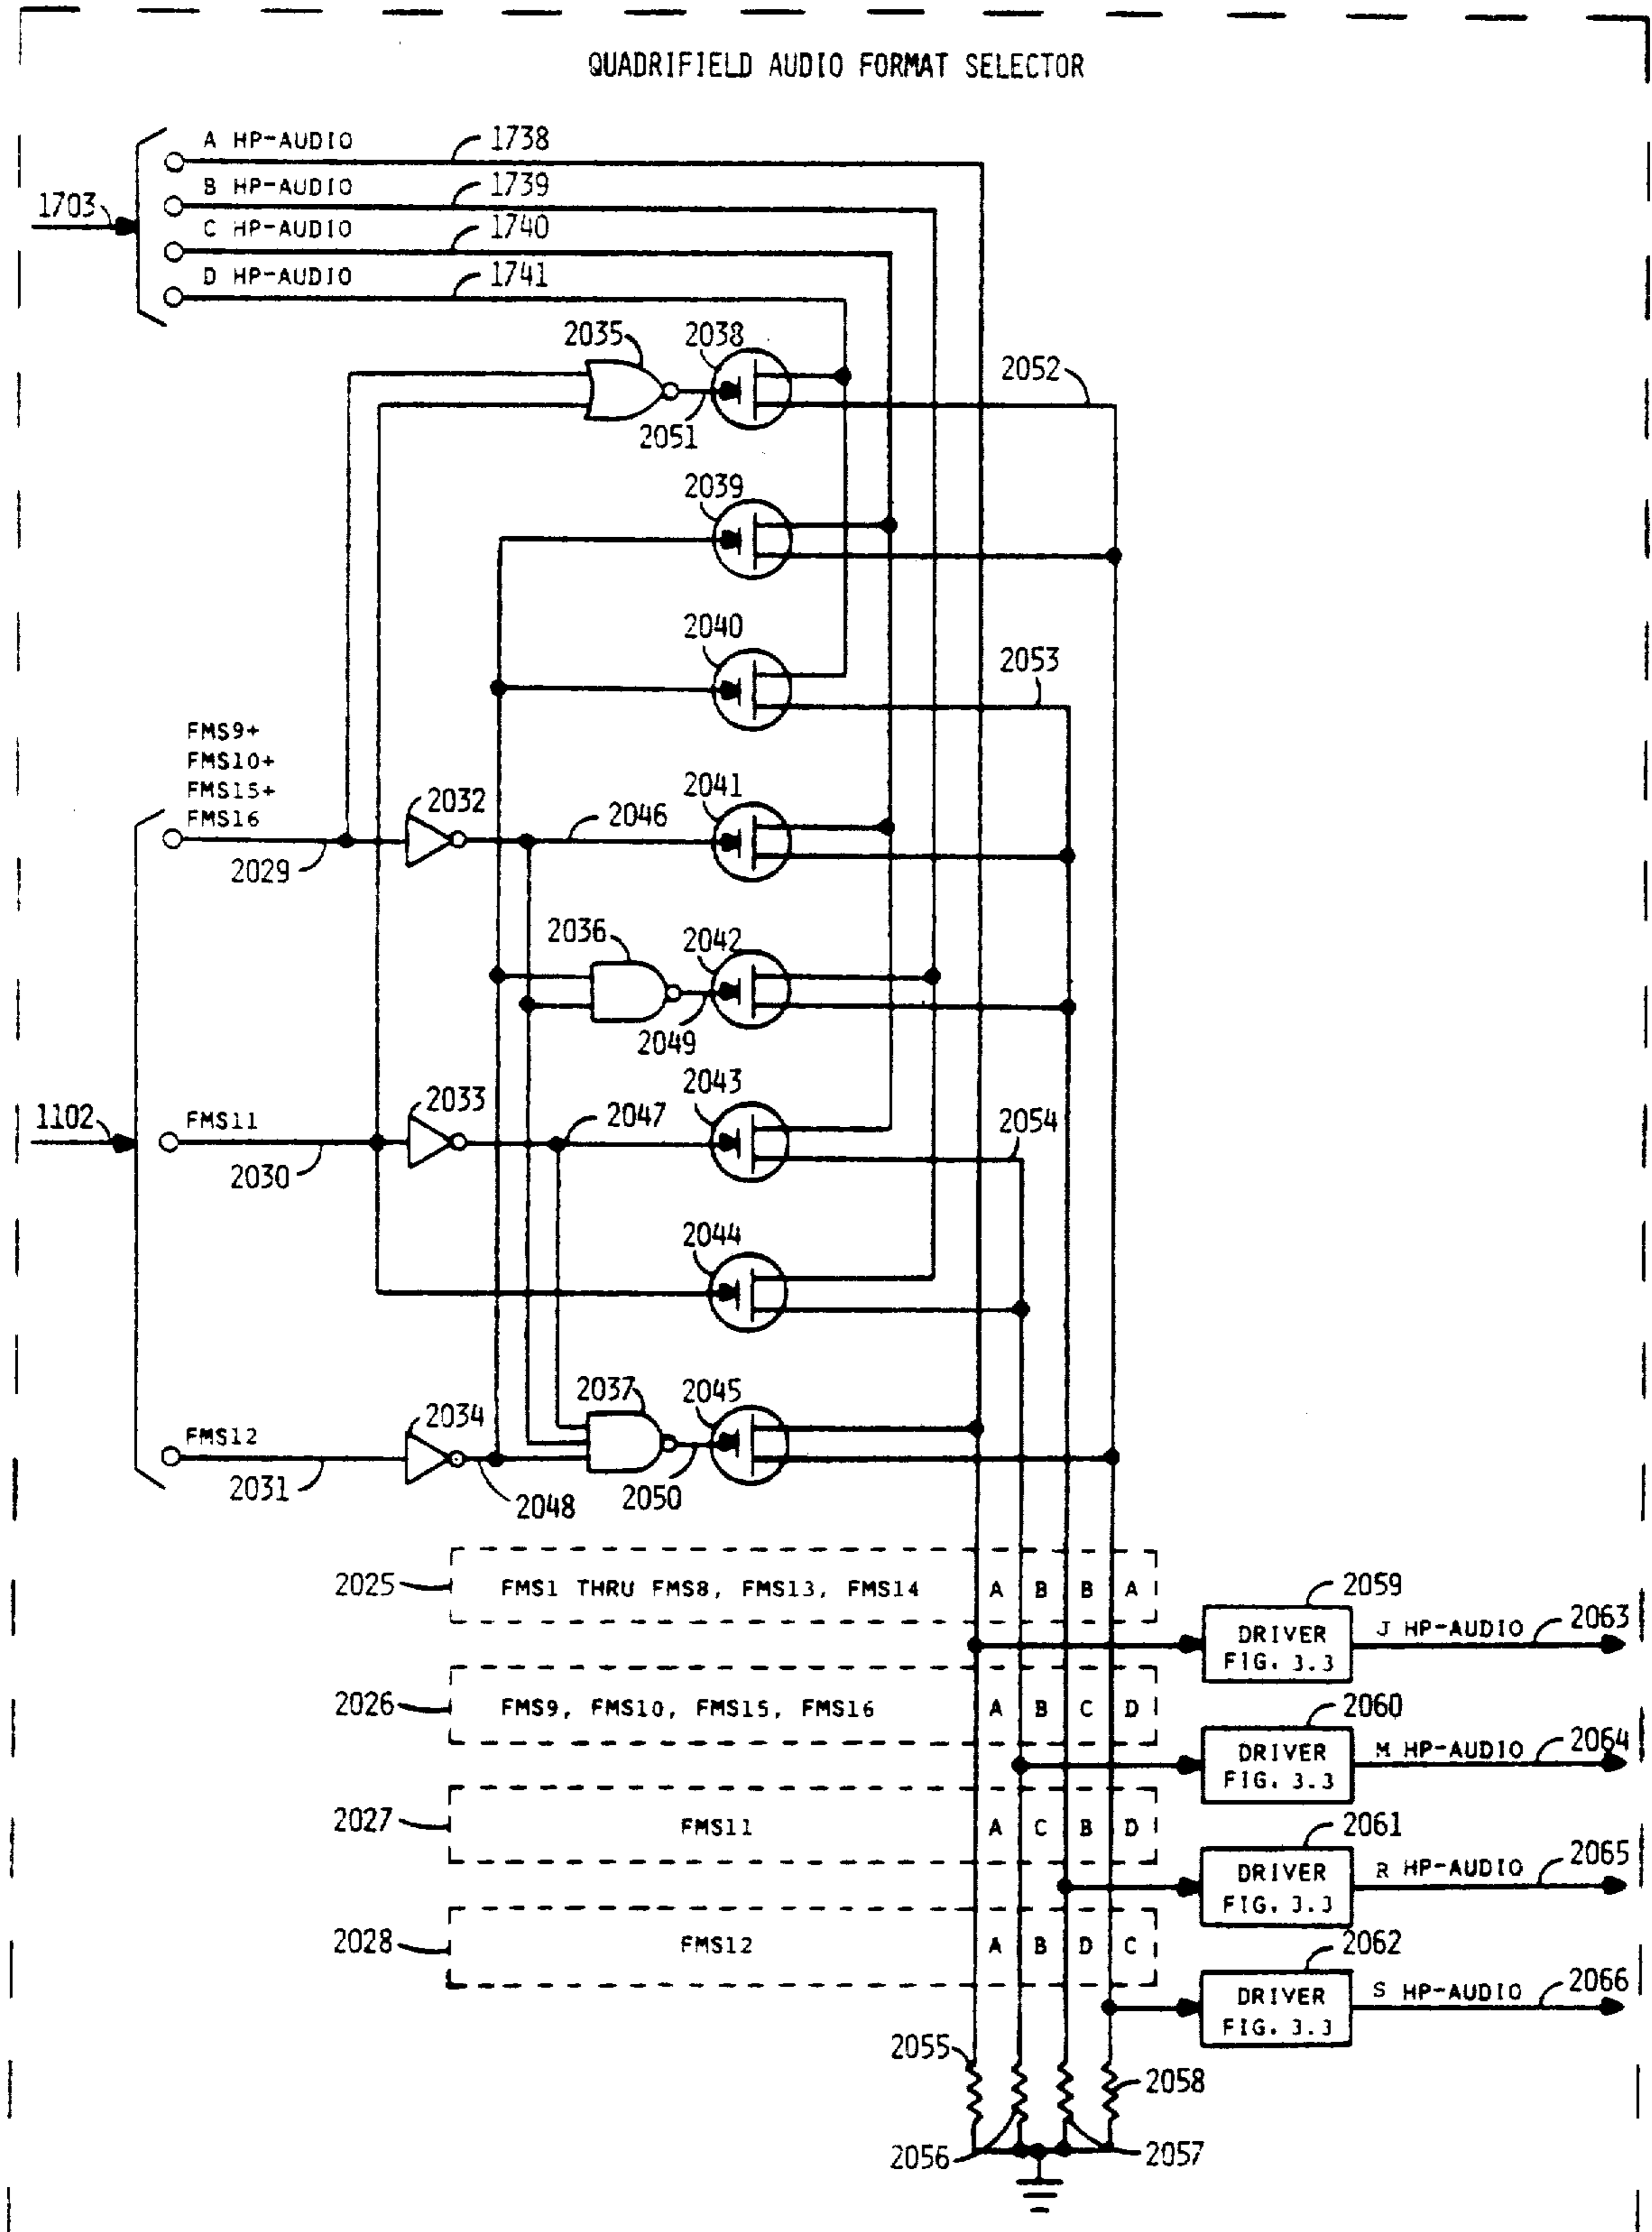 QUADRIFIELD AUDIO FORMAT SELECTOR
A HP-AUDIO 1738
B HP-AUDIO 1739
1703
C HP-AUDIO 1740
D HP-AUDIO 1741
2035 2038
2052
2051
2039
2040
2053
FMS9+
FMS10+
FMS15+
FMS16
2032 2046 2041
2029
2036 2042
2049
1102
FMS11
2033 2047 2043
2054
2030
2044
2037 2045
FMS12
2034
2031 2048 2050
2025 FMS1 THRU FMS8, FMS13, FMS14 A B B A
2059
DRIVER
FIG. 3.3
J HP-AUDIO 2063
2026 FMS9, FMS10, FMS15, FMS16 A B C D
2060
DRIVER
FIG. 3.3
M HP-AUDIO 2064
2027 FMS11 A C B D
2061
DRIVER
FIG. 3.3
R HP-AUDIO 2065
2028 FMS12 A B D C
2062
DRIVER
FIG. 3.3
S HP-AUDIO 2066
2055
2058
2056 2057